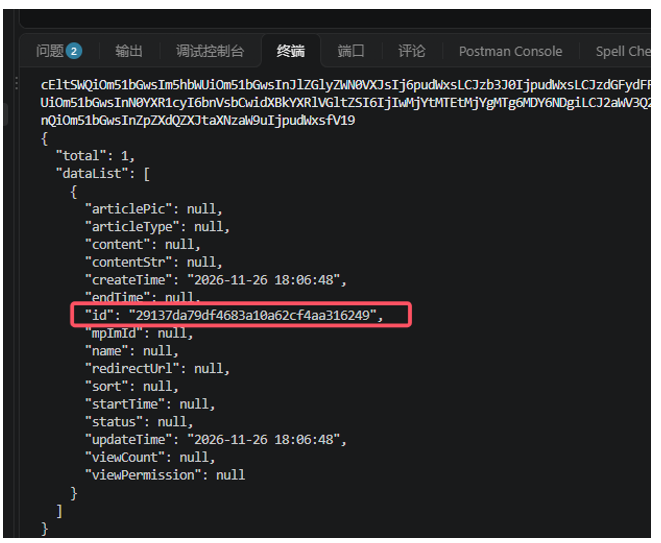 问题 2 输出 调试控制台 终端 端口 评论 Postman Console Spell Che
cEltSWQiOm51bGwsIm5hbWUiOm51bGwsInJlZGlyZWN0VXJsIj6pudWxsLCJzb3J0IjpudWxsLCJzdGFydFR
UiOm51bGwsInN0YXR1cyI6bnVsbCwidXBkYXRlVGltZSI6IjIwMjYtMTEtMjYgMTg6MDY6NDgiLCJ2aWV3Q2
nQiOm51bGwsInZpZXdQZXJtaXNzaW9uIjpudWxsfV19
{
"total": 1,
"dataList": [
{
"articlePic": null,
"articleType": null,
"content": null,
"contentStr": null,
"createTime": "2026-11-26 18:06:48",
"endTime": null,
"id": "29137da79df4683a10a62cf4aa316249",
"mpImId": null,
"name": null,
"redirectUrl": null,
"sort": null,
"startTime": null,
"status": null,
"updateTime": "2026-11-26 18:06:48",
"viewCount": null,
"viewPermission": null
}
]
}